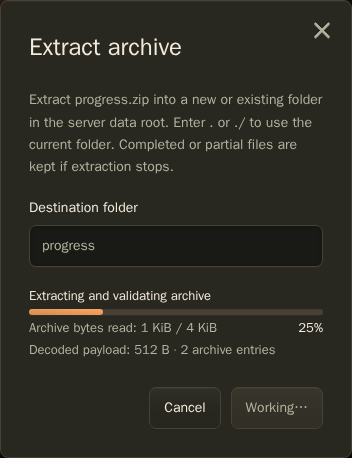 Extract archive
Extract progress.zip into a new or existing folder
in the server data root. Enter . or ./ to use the
current folder. Completed or partial files are
kept if extraction stops.
Destination folder
progress
Extracting and validating archive
Archive bytes read: 1 KiB / 4 KiB 25%
Decoded payload: 512 B · 2 archive entries
Cancel Working⋯